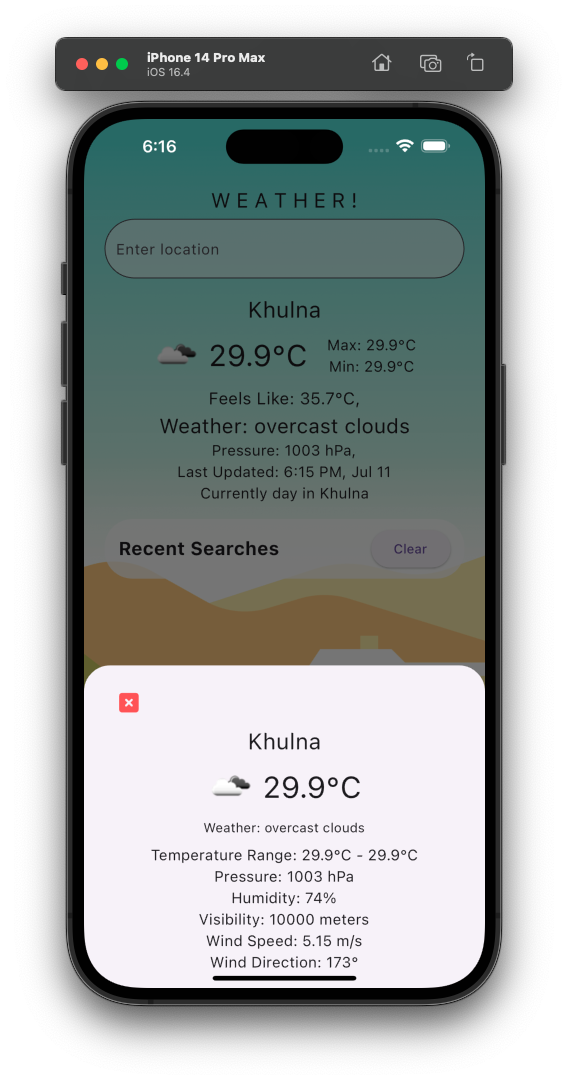 iPhone 14 Pro Max
iOS 16.4
6:16
WEATHER!
Enter location
Khulna
29.9°C
Max: 29.9°C
Min: 29.9°C
Feels Like: 35.7°C,
Weather: overcast clouds
Pressure: 1003 hPa,
Last Updated: 6:15 PM, Jul 11
Currently day in Khulna
Recent Searches
Clear
Khulna
29.9°C
Weather: overcast clouds
Temperature Range: 29.9°C - 29.9°C
Pressure: 1003 hPa
Humidity: 74%
Visibility: 10000 meters
Wind Speed: 5.15 m/s
Wind Direction: 173°